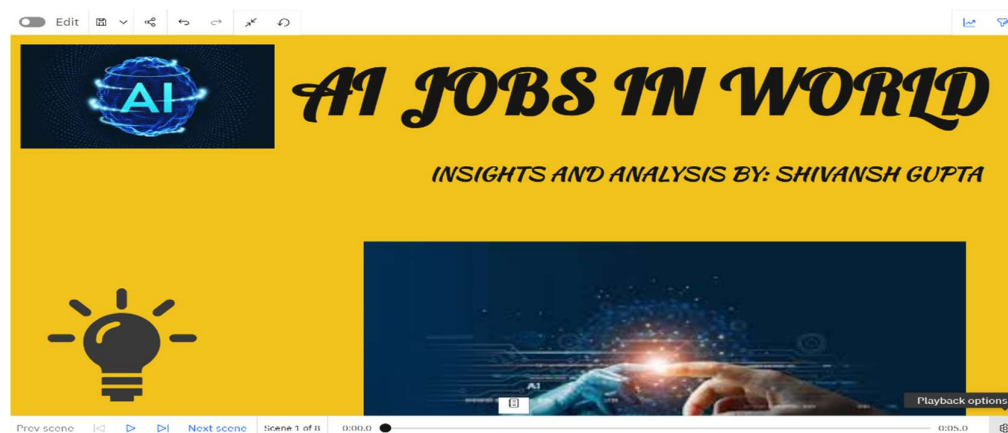 Edit
AI
AI JOBS IN WORLD
INSIGHTS AND ANALYSIS BY: SHIVANSH GUPTA
AI
Playback options
Prev scene Next scene Scene 1 of 8 0:00.0 0:05.0